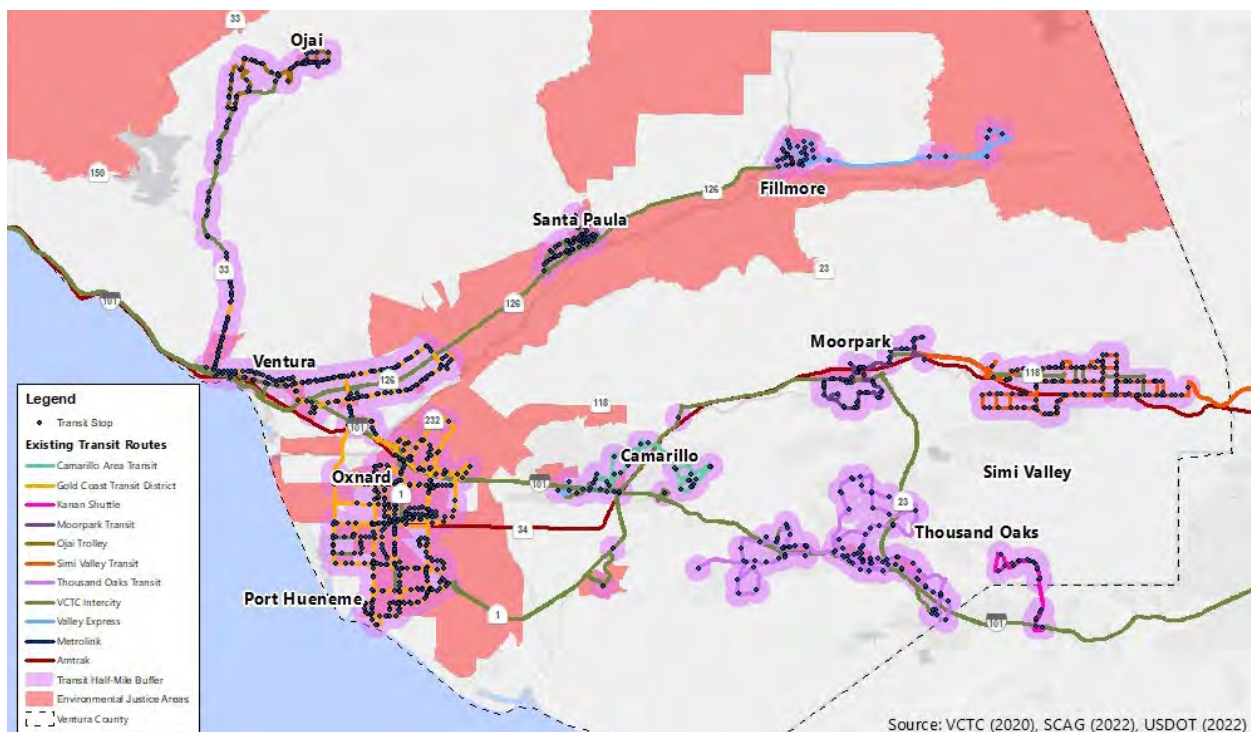 33
Ojai
150
126
Fillmore
Santa Paula
23
33
126
101
Moorpark
Ventura
118
126
118
232
101
Camarillo
Oxnard
101
Simi Valley
1
23
34
Thousand Oaks
Port Hueneme
1
101
Legend
Transit Stop
Existing Transit Routes
Camarillo Area Transit
Gold Coast Transit District
Kanan Shuttle
Moorpark Transit
Ojai Trolley
Simi Valley Transit
Thousand Oaks Transit
VCTC Intercity
Valley Express
Metrolink
Amtrak
Transit Half-Mile Buffer
Environmental Justice Areas
Ventura County
Source: VCTC (2020), SCAG (2022), USDOT (2022)